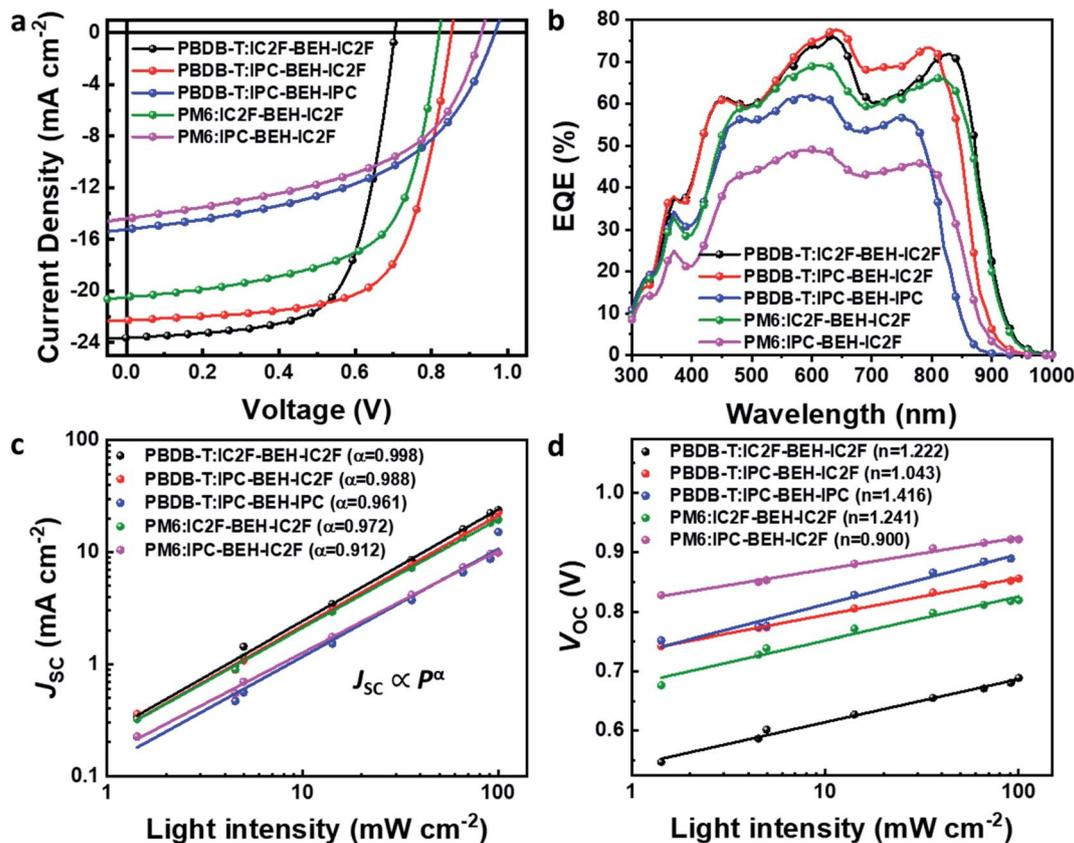 a
0
-4
-8
-12
-16
-20
-24
Current Density (mA cm-2)
PBDB-T:IC2F-BEH-IC2F
PBDB-T:IPC-BEH-IC2F
PBDB-T:IPC-BEH-IPC
PM6:IC2F-BEH-IC2F
PM6:IPC-BEH-IC2F
0.0 0.2 0.4 0.6 0.8 1.0
Voltage (V)
b
80
70
60
50
40
30
20
10
0
EQE (%)
PBDB-T:IC2F-BEH-IC2F
PBDB-T:IPC-BEH-IC2F
PBDB-T:IPC-BEH-IPC
PM6:IC2F-BEH-IC2F
PM6:IPC-BEH-IC2F
300 400 500 600 700 800 900 1000
Wavelength (nm)
c
100
10
1
0.1
JSC (mA cm-2)
PBDB-T:IC2F-BEH-IC2F (α=0.998)
PBDB-T:IPC-BEH-IC2F (α=0.988)
PBDB-T:IPC-BEH-IPC (α=0.961)
PM6:IC2F-BEH-IC2F (α=0.972)
PM6:IPC-BEH-IC2F (α=0.912)
JSC ∝ Pα
1 10 100
Light intensity (mW cm-2)
d
1.0
0.9
0.8
0.7
0.6
VOC (V)
PBDB-T:IC2F-BEH-IC2F (n=1.222)
PBDB-T:IPC-BEH-IC2F (n=1.043)
PBDB-T:IPC-BEH-IPC (n=1.416)
PM6:IC2F-BEH-IC2F (n=1.241)
PM6:IPC-BEH-IC2F (n=0.900)
1 10 100
Light intensity (mW cm-2)